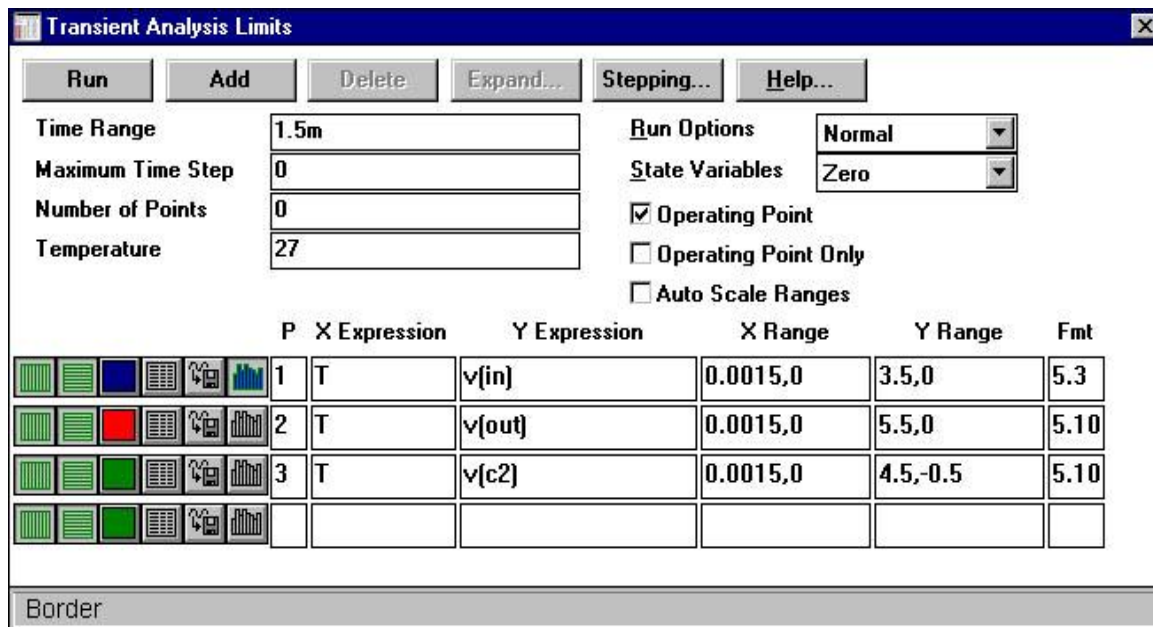 Transient Analysis Limits
Run Add Delete Expand... Stepping... Help...
Time Range 1.5m Run Options Normal
Maximum Time Step 0 State Variables Zero
Number of Points 0 Operating Point
Temperature 27 Operating Point Only
Auto Scale Ranges
P X Expression Y Expression X Range Y Range Fmt
1 T v(in) 0.0015,0 3.5,0 5.3
2 T v(out) 0.0015,0 5.5,0 5.10
3 T v(c2) 0.0015,0 4.5,-0.5 5.10
Border